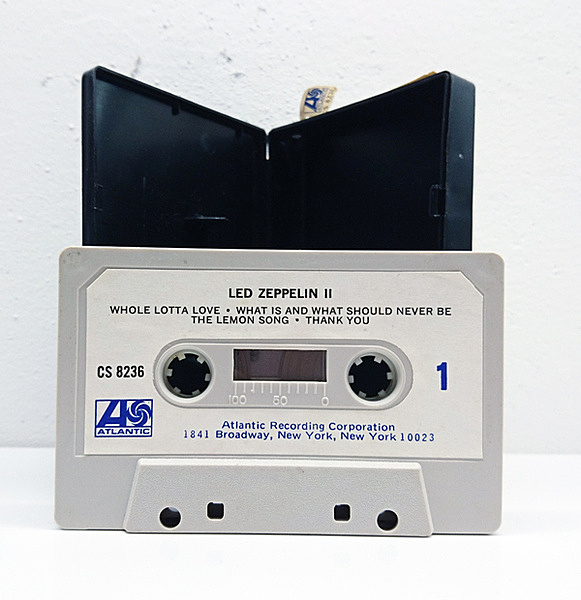 LED ZEPPELIN II
WHOLE LOTTA LOVE • WHAT IS AND WHAT SHOULD NEVER BE
THE LEMON SONG • THANK YOU
CS 8236
1
100 50 0
ATLANTIC
Atlantic Recording Corporation
1841 Broadway, New York, New York 10023